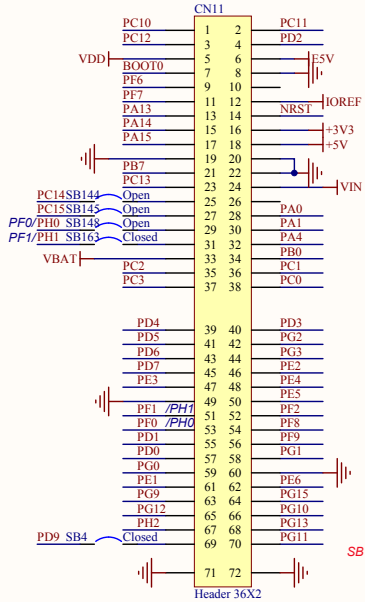 CN11
PC10 1 2 PC11
PC12 3 4 PD2
VDD 5 6 E5V
BOOT0 7 8
PF6 9 10
PF7 11 12 IOREF
PA13 13 14 NRST
PA14 15 16 +3V3
PA15 17 18 +5V
19 20
PB7 21 22
PC13 23 24 VIN
PC14 SB144 Open 25 26
PC15 SB145 Open 27 28 PA0
PF0/PH0 SB148 Open 29 30 PA1
PF1/PH1 SB163 Closed 31 32 PA4
VBAT 33 34 PB0
PC2 35 36 PC1
PC3 37 38 PC0
PD4 39 40 PD3
PD5 41 42 PG2
PD6 43 44 PG3
PD7 45 46 PE2
PE3 47 48 PE4
49 50 PE5
PF1 /PH1 51 52 PF2
PF0 /PH0 53 54 PF8
PD1 55 56 PF9
PD0 57 58 PG1
PG0 59 60
PE1 61 62 PE6
PG9 63 64 PG15
PG12 65 66 PG10
PH2 67 68 PG13
PD9 SB4 Closed 69 70 PG11
SB
71 72
Header 36X2